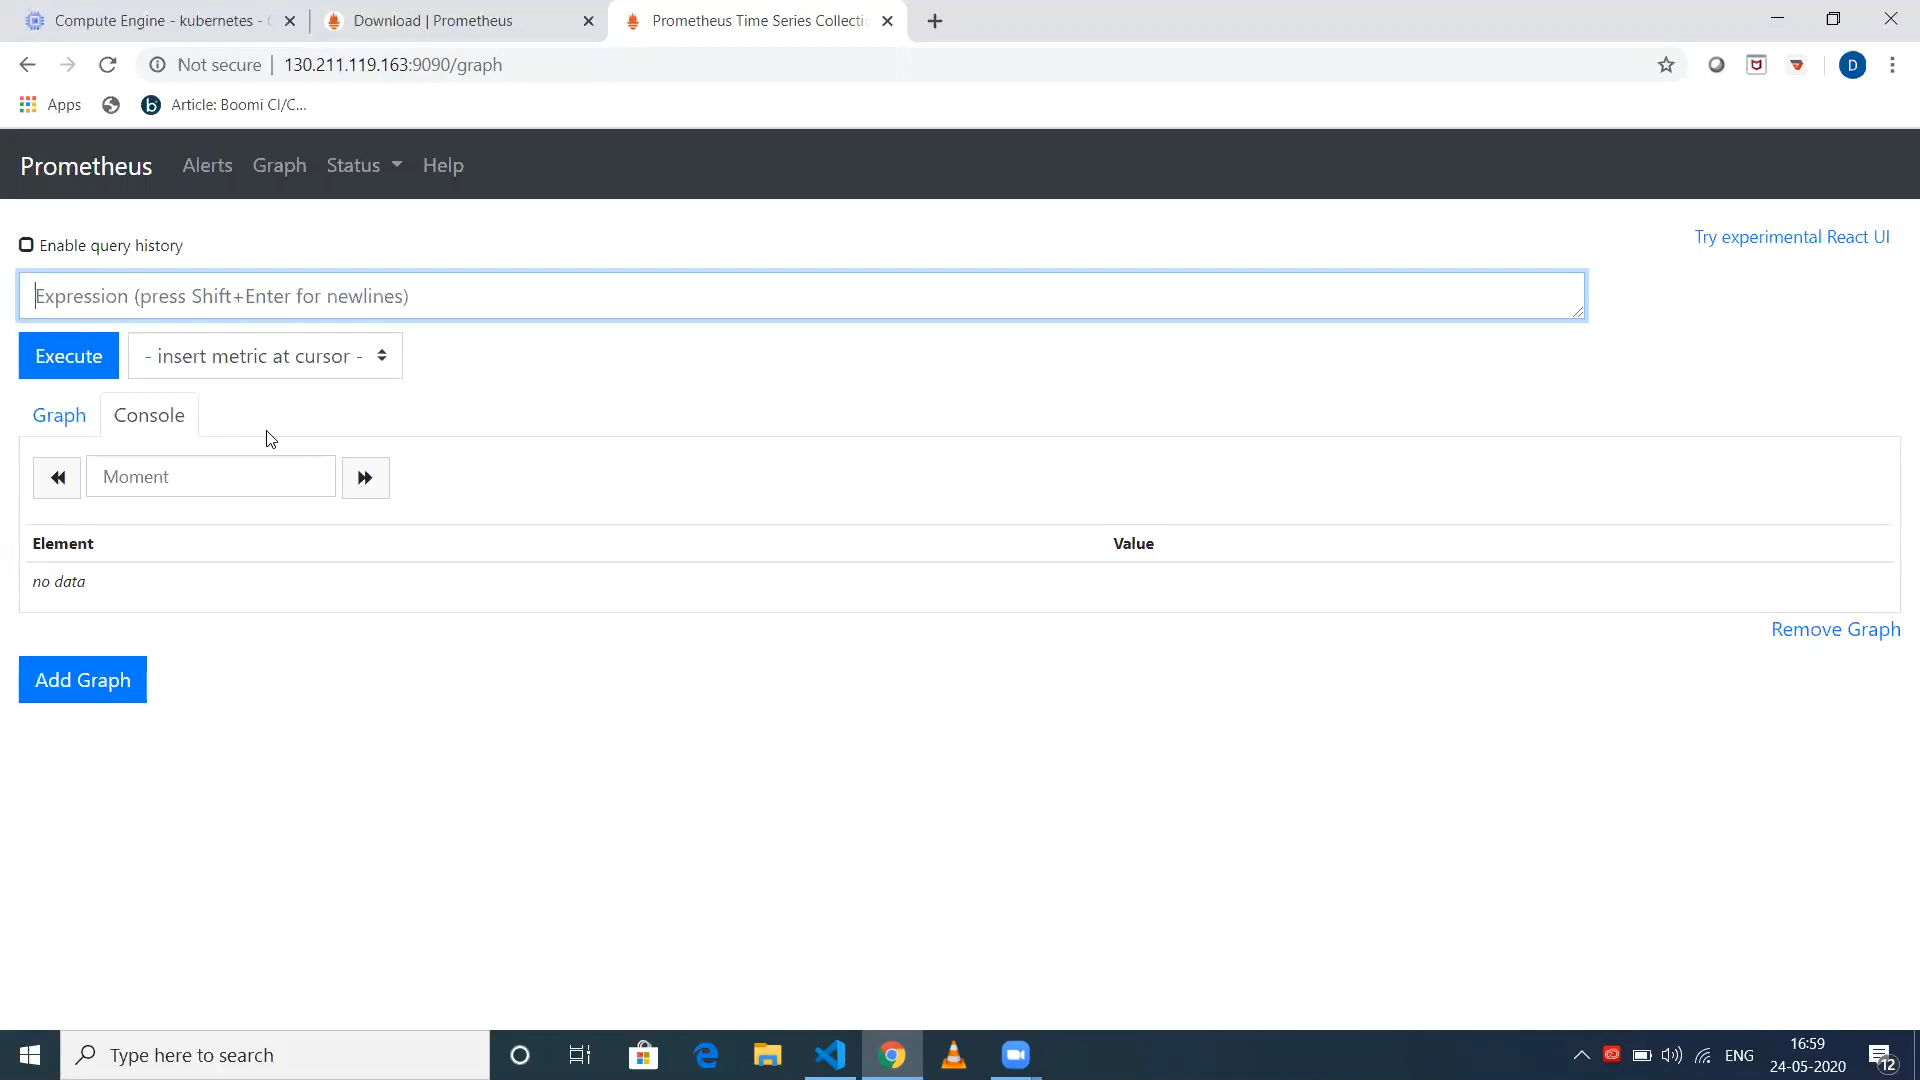 Compute Engine - kubernetes -
Download | Prometheus
Prometheus Time Series Collecti
Not secure | 130.211.119.163:9090/graph
D
Apps
b
Article: Boomi CI/C...
Prometheus Alerts Graph Status Help
Enable query history
Try experimental React UI
Expression (press Shift+Enter for newlines)
Execute
- insert metric at cursor -
Graph Console
Moment
Element Value
no data
Remove Graph
Add Graph
Type here to search
ENG
16:59
24-05-2020
12